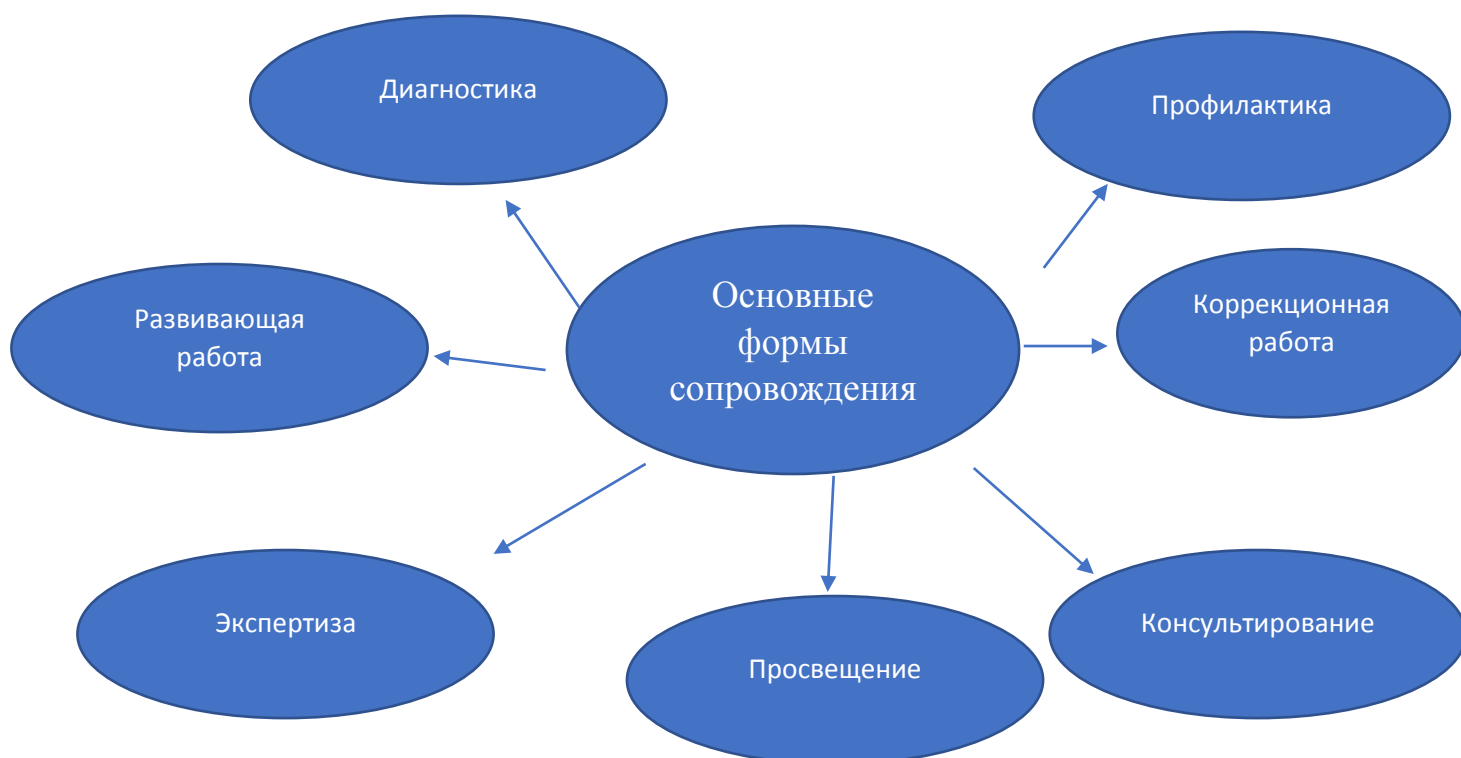 Диагностика
Профилактика
Основные
формы
сопровождения
Развивающая
работа
Коррекционная
работа
Экспертиза
Просвещение
Консультирование